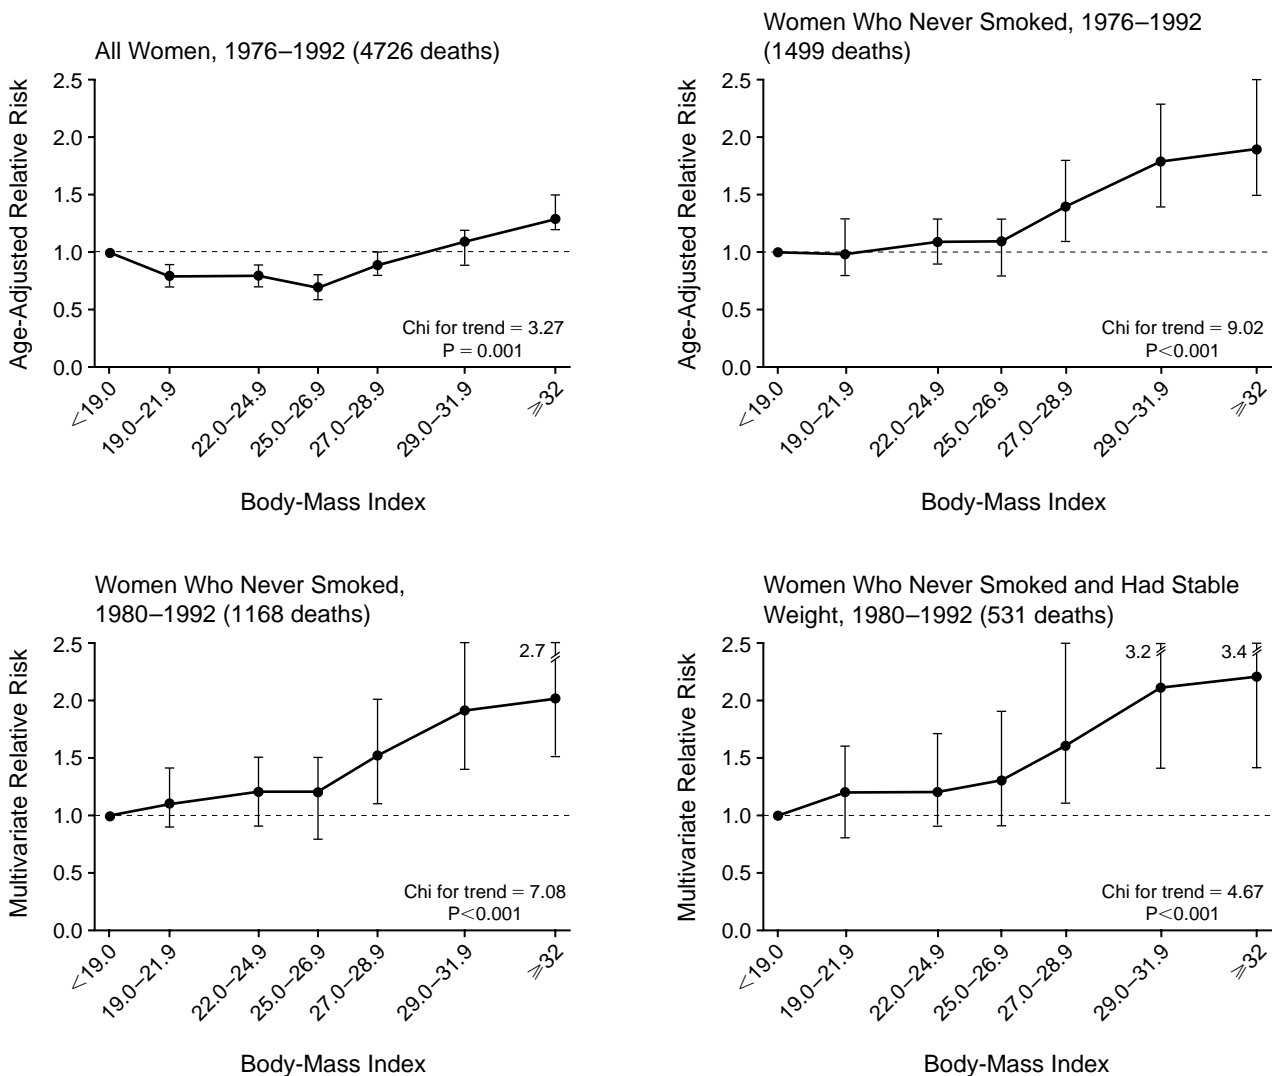 All Women, 1976–1992 (4726 deaths)
Age-Adjusted Relative Risk
2.5
2.0
1.5
1.0
0.5
0.0
Chi for trend = 3.27
P = 0.001
<19.0
19.0–21.9
22.0–24.9
25.0–26.9
27.0–28.9
29.0–31.9
⩾32
Body-Mass Index
Women Who Never Smoked, 1976–1992
(1499 deaths)
Age-Adjusted Relative Risk
2.5
2.0
1.5
1.0
0.5
0.0
Chi for trend = 9.02
P<0.001
<19.0
19.0–21.9
22.0–24.9
25.0–26.9
27.0–28.9
29.0–31.9
⩾32
Body-Mass Index
Women Who Never Smoked,
1980–1992 (1168 deaths)
Multivariate Relative Risk
2.5
2.0
1.5
1.0
0.5
0.0
2.7
Chi for trend = 7.08
P<0.001
<19.0
19.0–21.9
22.0–24.9
25.0–26.9
27.0–28.9
29.0–31.9
⩾32
Body-Mass Index
Women Who Never Smoked and Had Stable
Weight, 1980–1992 (531 deaths)
Multivariate Relative Risk
2.5
2.0
1.5
1.0
0.5
0.0
3.2
3.4
Chi for trend = 4.67
P<0.001
<19.0
19.0–21.9
22.0–24.9
25.0–26.9
27.0–28.9
29.0–31.9
⩾32
Body-Mass Index